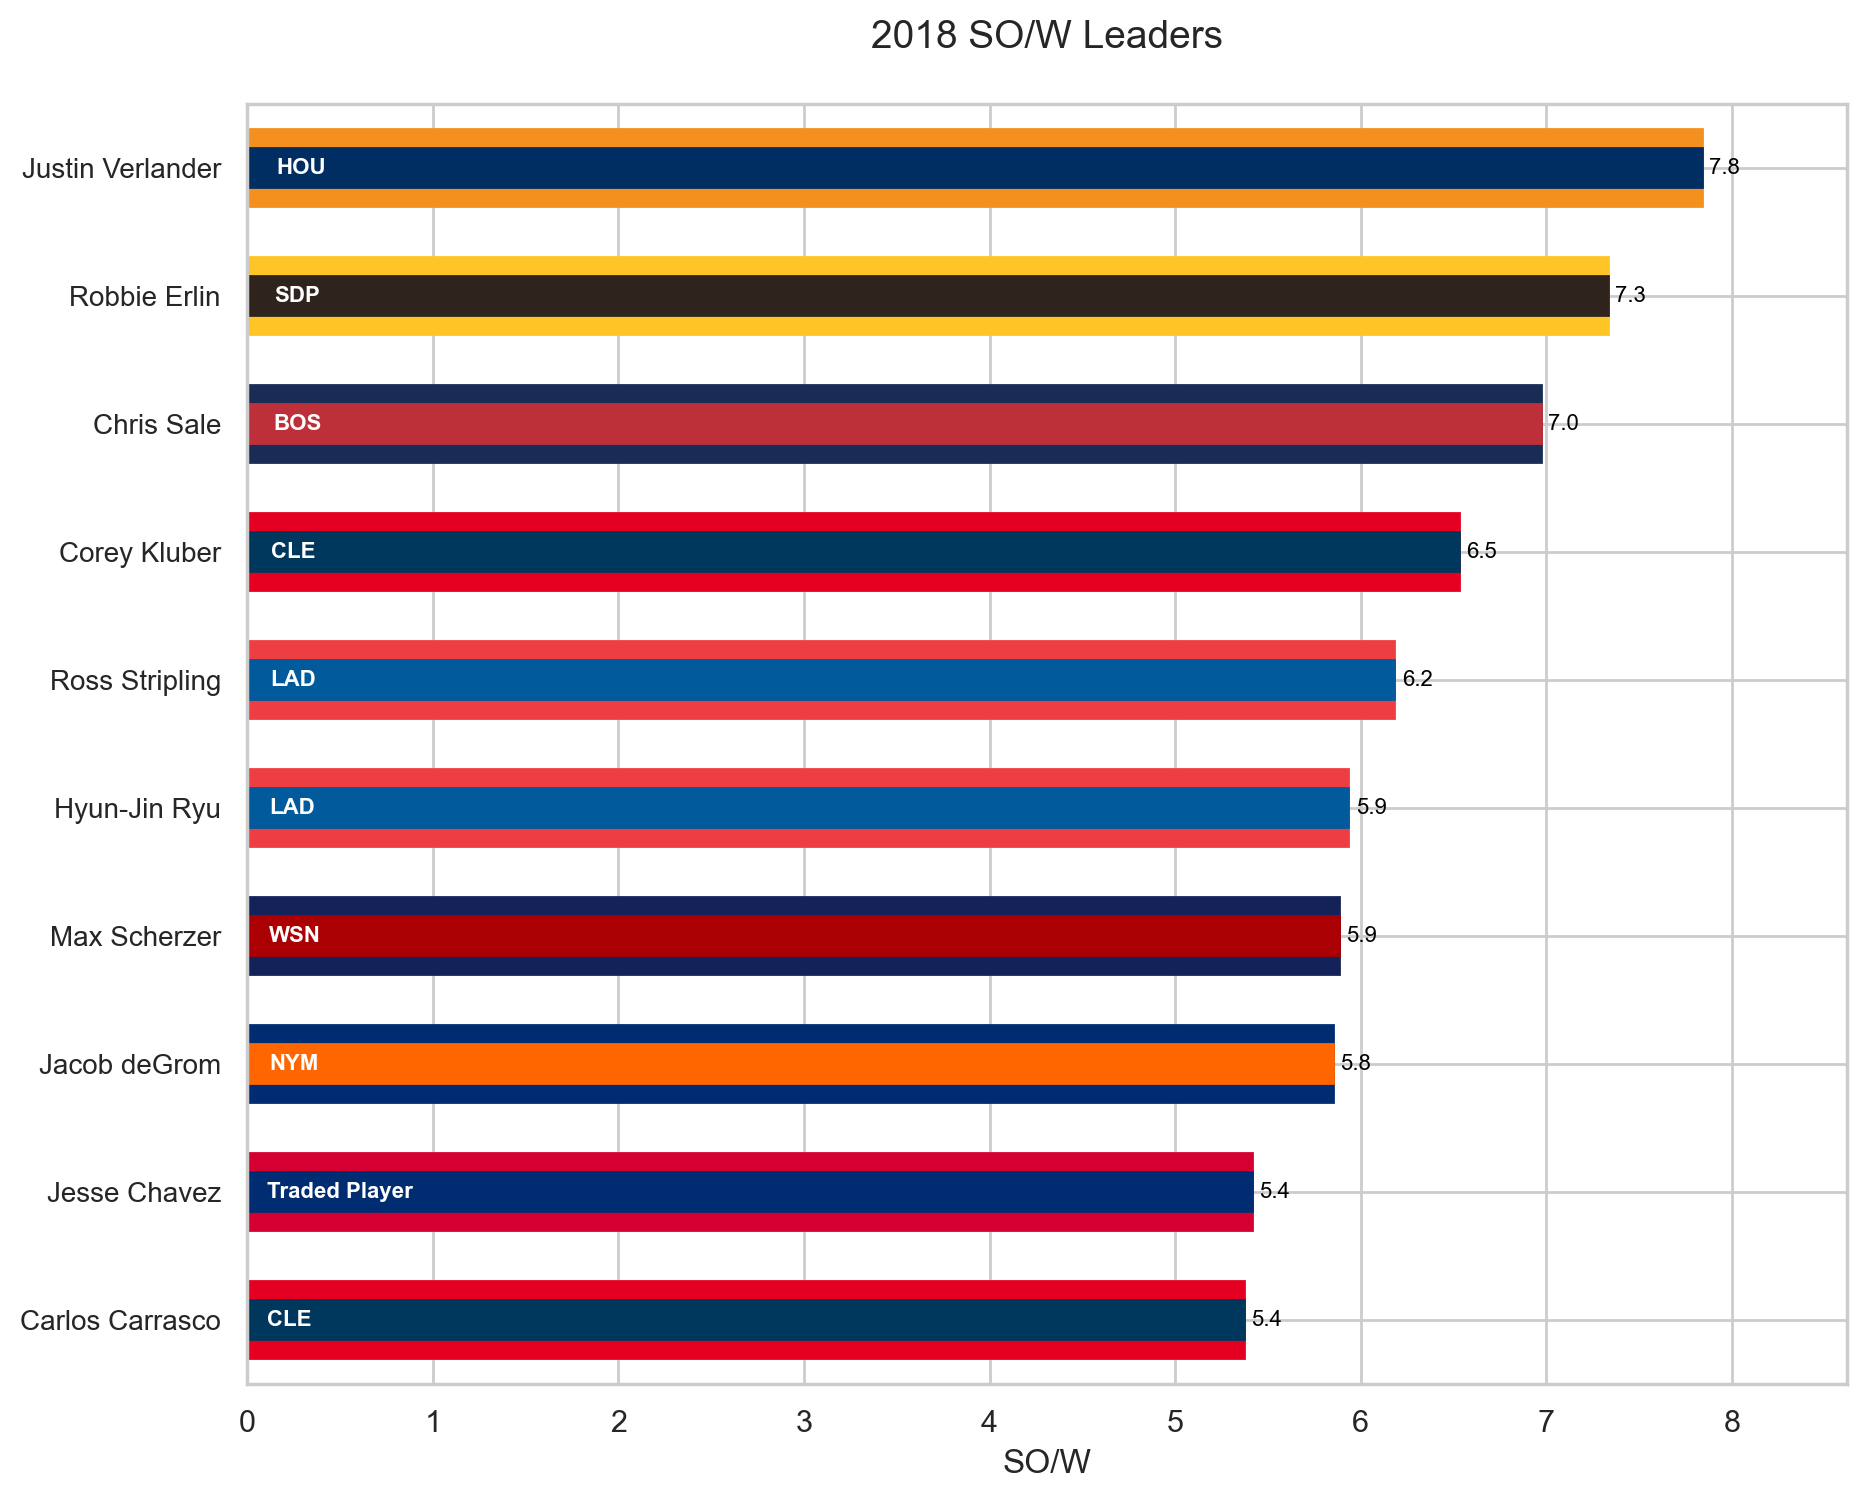 2018 SO/W Leaders
Justin Verlander HOU 7.8
Robbie Erlin SDP 7.3
Chris Sale BOS 7.0
Corey Kluber CLE 6.5
Ross Stripling LAD 6.2
Hyun-Jin Ryu LAD 5.9
Max Scherzer WSN 5.9
Jacob deGrom NYM 5.8
Jesse Chavez Traded Player 5.4
Carlos Carrasco CLE 5.4
0 1 2 3 4 5 6 7 8
SO/W